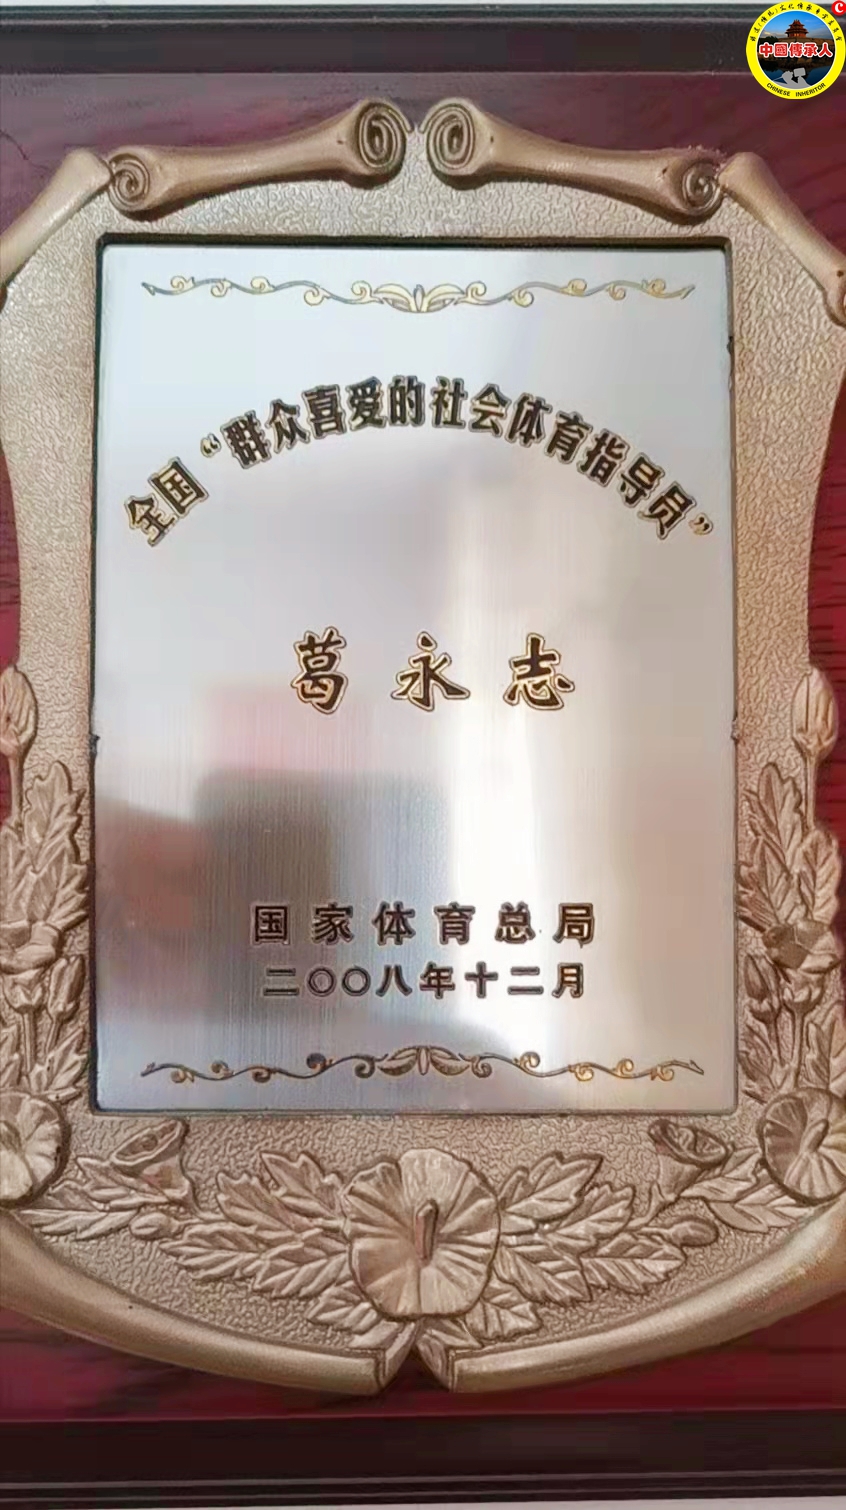 中國傳承人
CHINESE INHERITOR
全国“群众喜爱的社会体育指导员”
葛永志
国家体育总局
二〇〇八年十二月